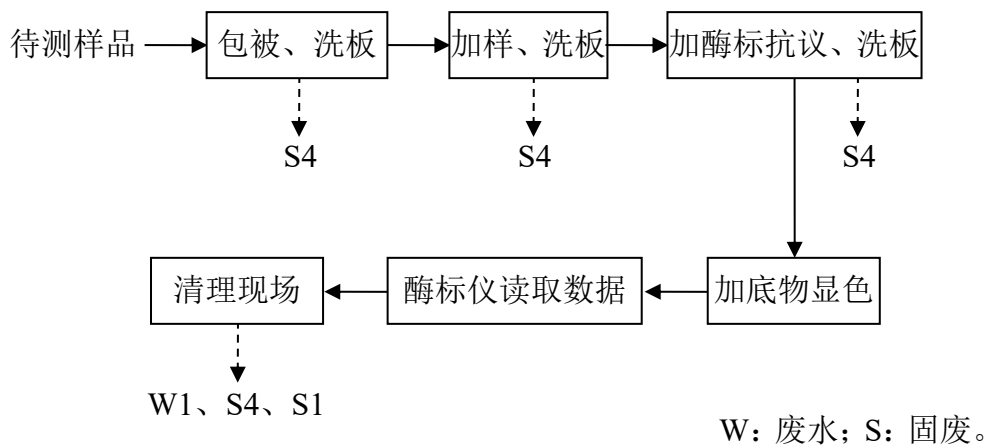 待测样品
包被、洗板
加样、洗板
加酶标抗议、洗板
S4
S4
S4
清理现场
酶标仪读取数据
加底物显色
W1、S4、S1
W：废水；S：固废。